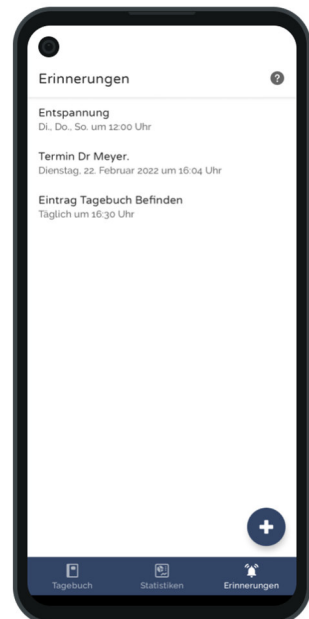 Erinnerungen
?
Entspannung
Di., Do., So. um 12:00 Uhr
Termin Dr Meyer.
Dienstag, 22. Februar 2022 um 16:04 Uhr
Eintrag Tagebuch Befinden
Täglich um 16:30 Uhr
Tagebuch
Statistiken
Erinnerungen